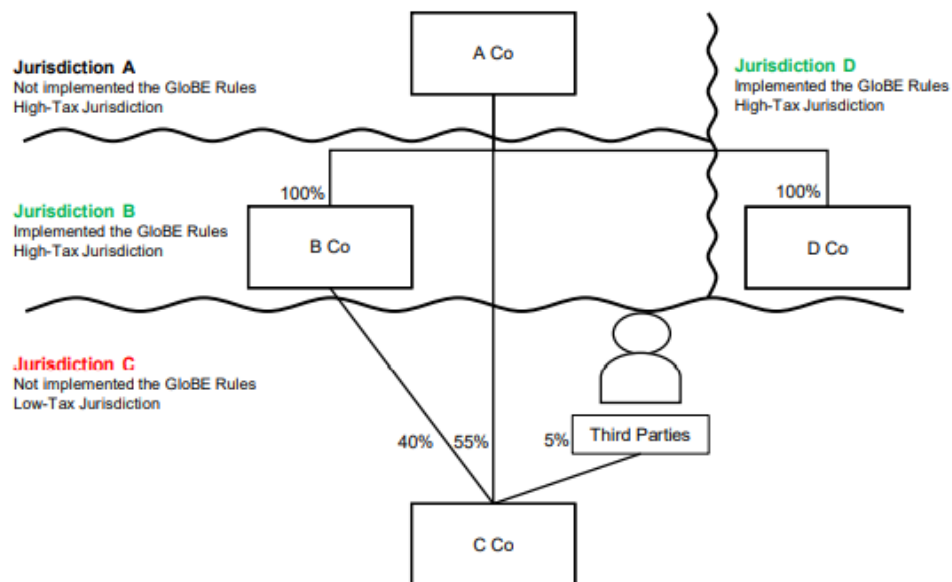 A Co
Jurisdiction A
Not implemented the GloBE Rules
High-Tax Jurisdiction
Jurisdiction D
Implemented the GloBE Rules
High-Tax Jurisdiction
100%
100%
Jurisdiction B
Implemented the GloBE Rules
High-Tax Jurisdiction
B Co
D Co
Jurisdiction C
Not implemented the GloBE Rules
Low-Tax Jurisdiction
40%
55%
5%
Third Parties
C Co